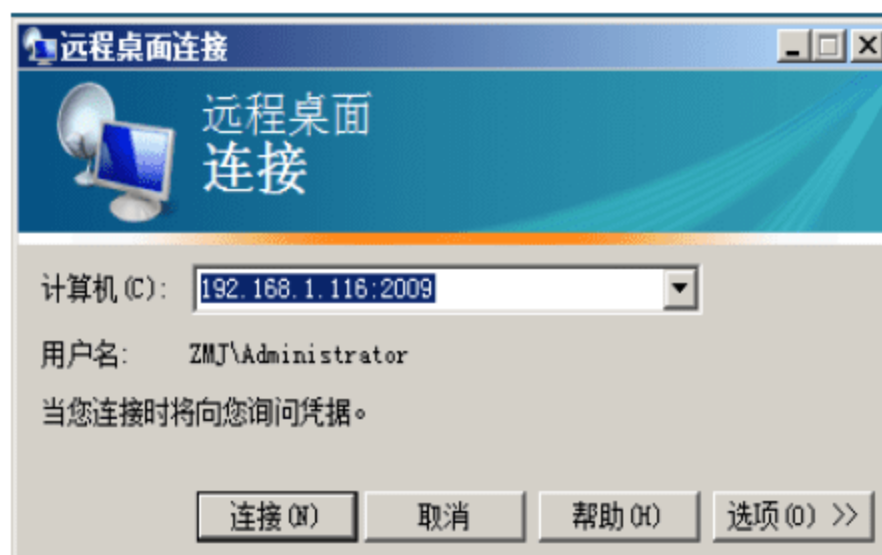 远程桌面连接
远程桌面
连接
计算机(C): 192.168.1.116:2009
用户名: ZMJ\Administrator
当您连接时将向您询问凭据。
连接(N) 取消 帮助(H) 选项(O) >>